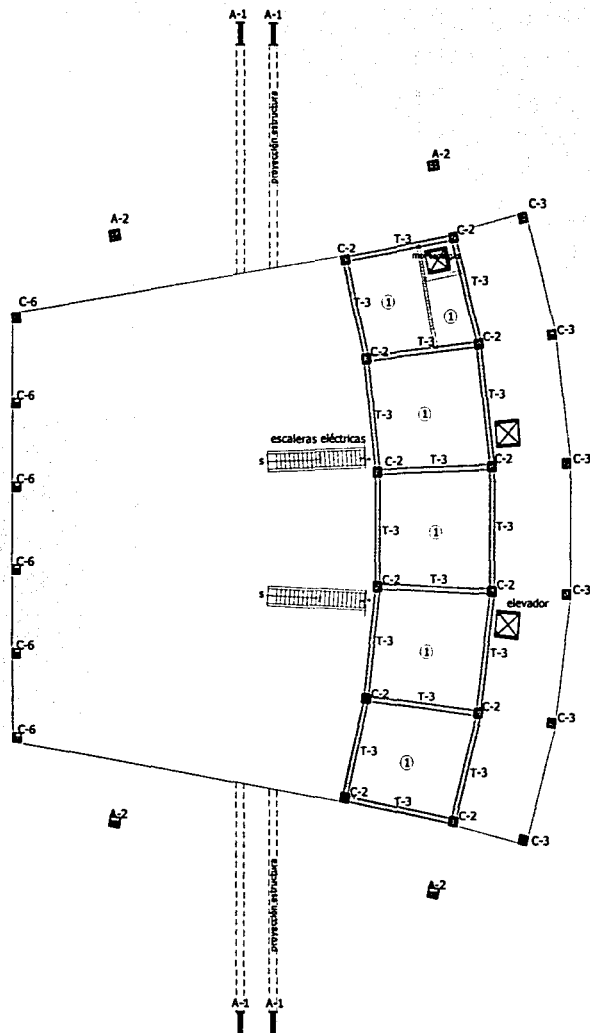 A-1 A-1
proyección estructura
A-2
A-2
C-3
C-2
T-3
C-2
C-6
T-3
T-3
1
1
C-3
T-3
C-2
C-2
C-6
T-3
1
T-3
escaleras eléctricas
s
C-2
T-3
C-2
C-3
C-6
T-3
1
T-3
C-6
C-2
T-3
C-2
C-3
s
elevador
T-3
1
T-3
C-6
C-2
T-3
C-2
C-3
C-6
T-3
1
T-3
C-2
T-3
C-2
A-2
C-3
A-2
proyección estructura
A-1 A-1